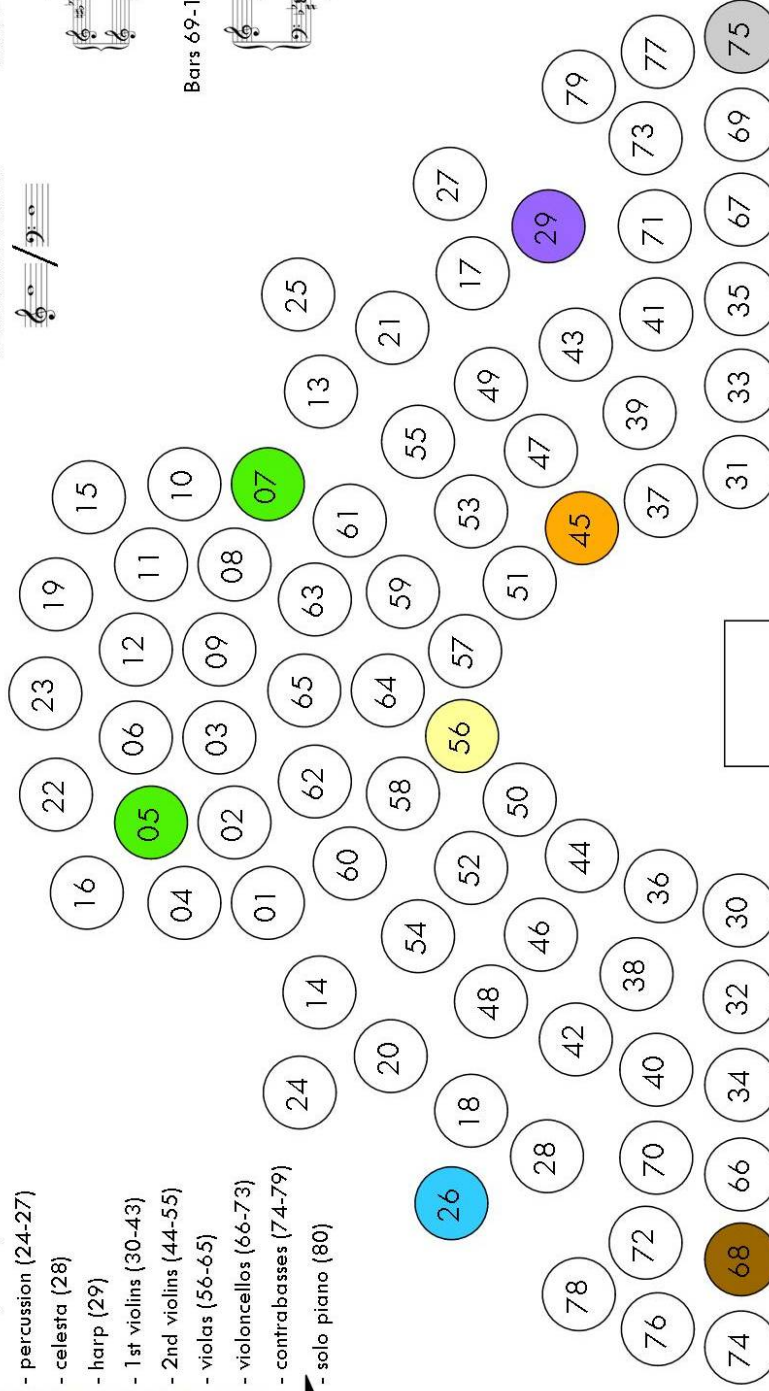 - percussion (24-27)
- celesta (28)
- harp (29)
- 1st violins (30-43)
- 2nd violins (44-55)
- violas (56-65)
- violoncellos (66-73)
- contrabasses (74-79)
- solo piano (80)
Bars 69-1
16 22 23 19 15
04 05 06 12 11 10
01 02 03 09 08 07
24 14 60 62 65 63 61 13 25
20 54 58 64 59 55 21
26 18 48 52 56 57 53 49 17 27
78 28 42 46 44 50 51 45 47 43 29 79
76 72 70 40 38 36 37 39 41 71 73 77
74 68 66 34 32 30 31 33 35 67 69 75